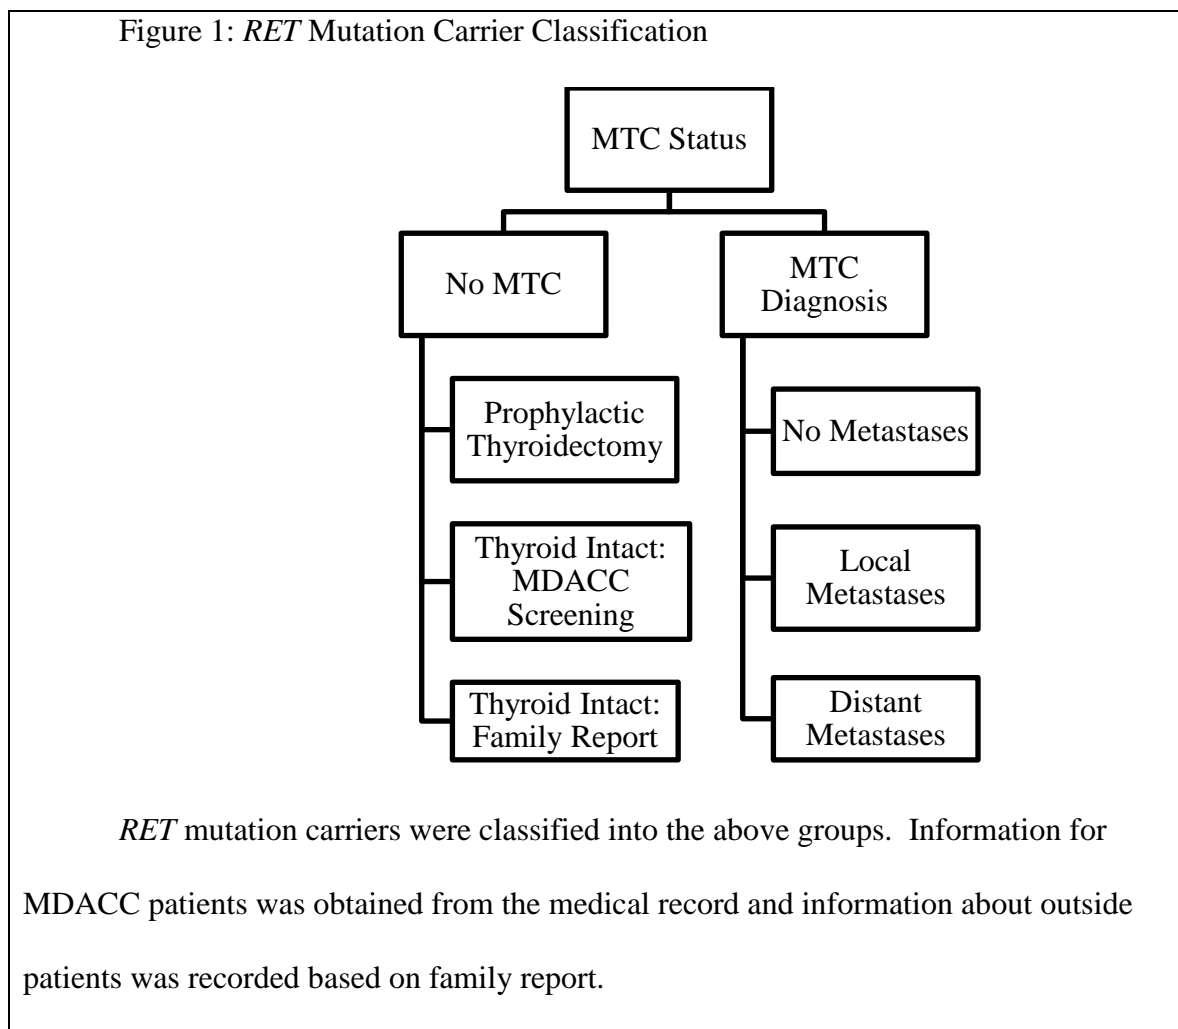 Figure 1: RET Mutation Carrier Classification
MTC Status
No MTC
MTC
Diagnosis
Prophylactic
Thyroidectomy
Thyroid Intact:
MDACC
Screening
Thyroid Intact:
Family Report
No Metastases
Local
Metastases
Distant
Metastases
RET mutation carriers were classified into the above groups.  Information for
MDACC patients was obtained from the medical record and information about outside
patients was recorded based on family report.